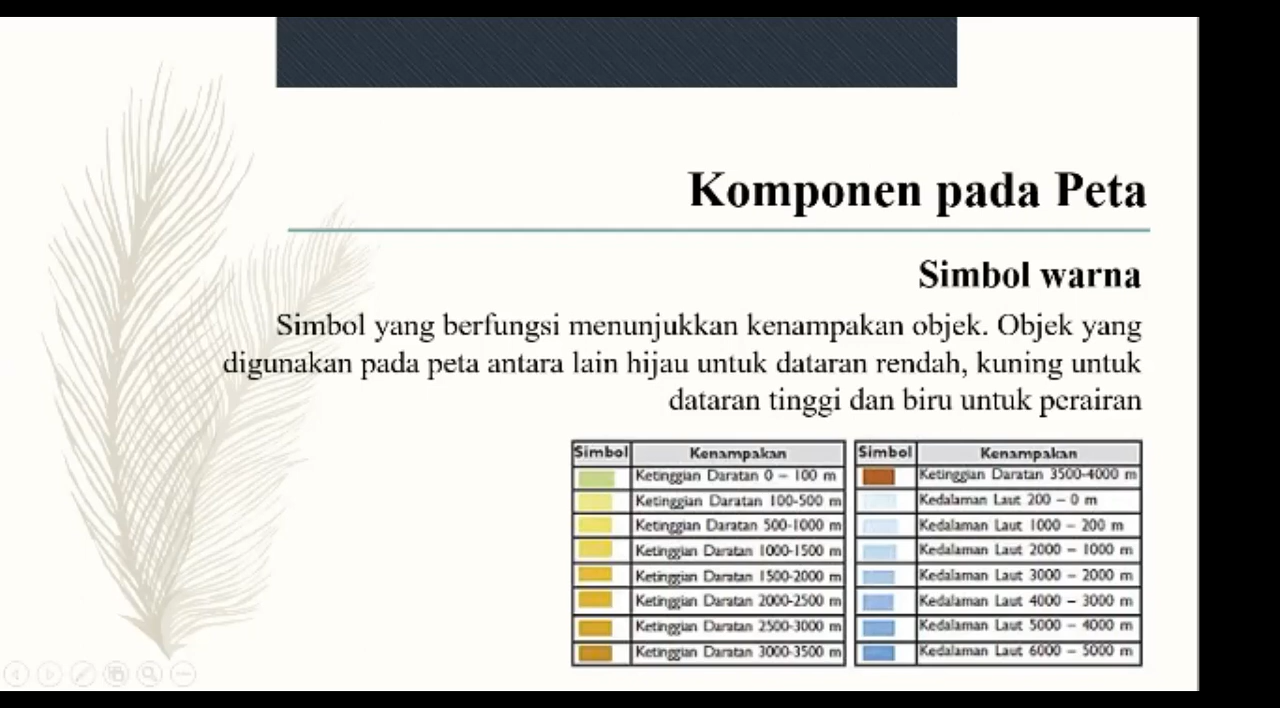 Komponen pada Peta
Simbol warna
Simbol yang berfungsi menunjukkan kenampakan objek. Objek yang
digunakan pada peta antara lain hijau untuk dataran rendah, kuning untuk
dataran tinggi dan biru untuk perairan
Simbol Kenampakan
Ketinggian Daratan 0 – 100 m
Ketinggian Daratan 100-500 m
Ketinggian Daratan 500-1000 m
Ketinggian Daratan 1000-1500 m
Ketinggian Daratan 1500-2000 m
Ketinggian Daratan 2000-2500 m
Ketinggian Daratan 2500-3000 m
Ketinggian Daratan 3000-3500 m
Simbol Kenampakan
Ketinggian Daratan 3500-4000 m
Kedalaman Laut 200 – 0 m
Kedalaman Laut 1000 – 200 m
Kedalaman Laut 2000 – 1000 m
Kedalaman Laut 3000 – 2000 m
Kedalaman Laut 4000 – 3000 m
Kedalaman Laut 5000 – 4000 m
Kedalaman Laut 6000 – 5000 m